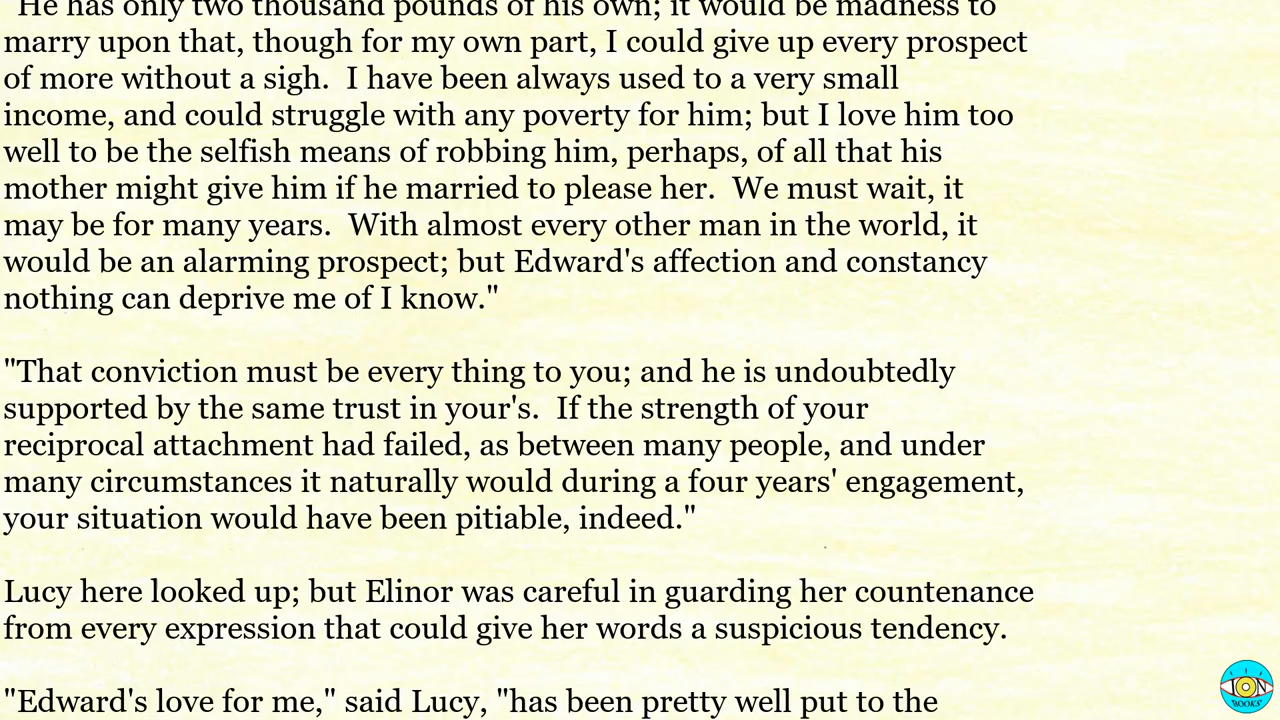 "He has only two thousand pounds of his own; it would be madness to
marry upon that, though for my own part, I could give up every prospect
of more without a sigh.  I have been always used to a very small
income, and could struggle with any poverty for him; but I love him too
well to be the selfish means of robbing him, perhaps, of all that his
mother might give him if he married to please her.  We must wait, it
may be for many years.  With almost every other man in the world, it
would be an alarming prospect; but Edward's affection and constancy
nothing can deprive me of I know."

"That conviction must be every thing to you; and he is undoubtedly
supported by the same trust in your's.  If the strength of your
reciprocal attachment had failed, as between many people, and under
many circumstances it naturally would during a four years' engagement,
your situation would have been pitiable, indeed."

Lucy here looked up; but Elinor was careful in guarding her countenance
from every expression that could give her words a suspicious tendency.

"Edward's love for me," said Lucy, "has been pretty well put to the
ION
BOOKS